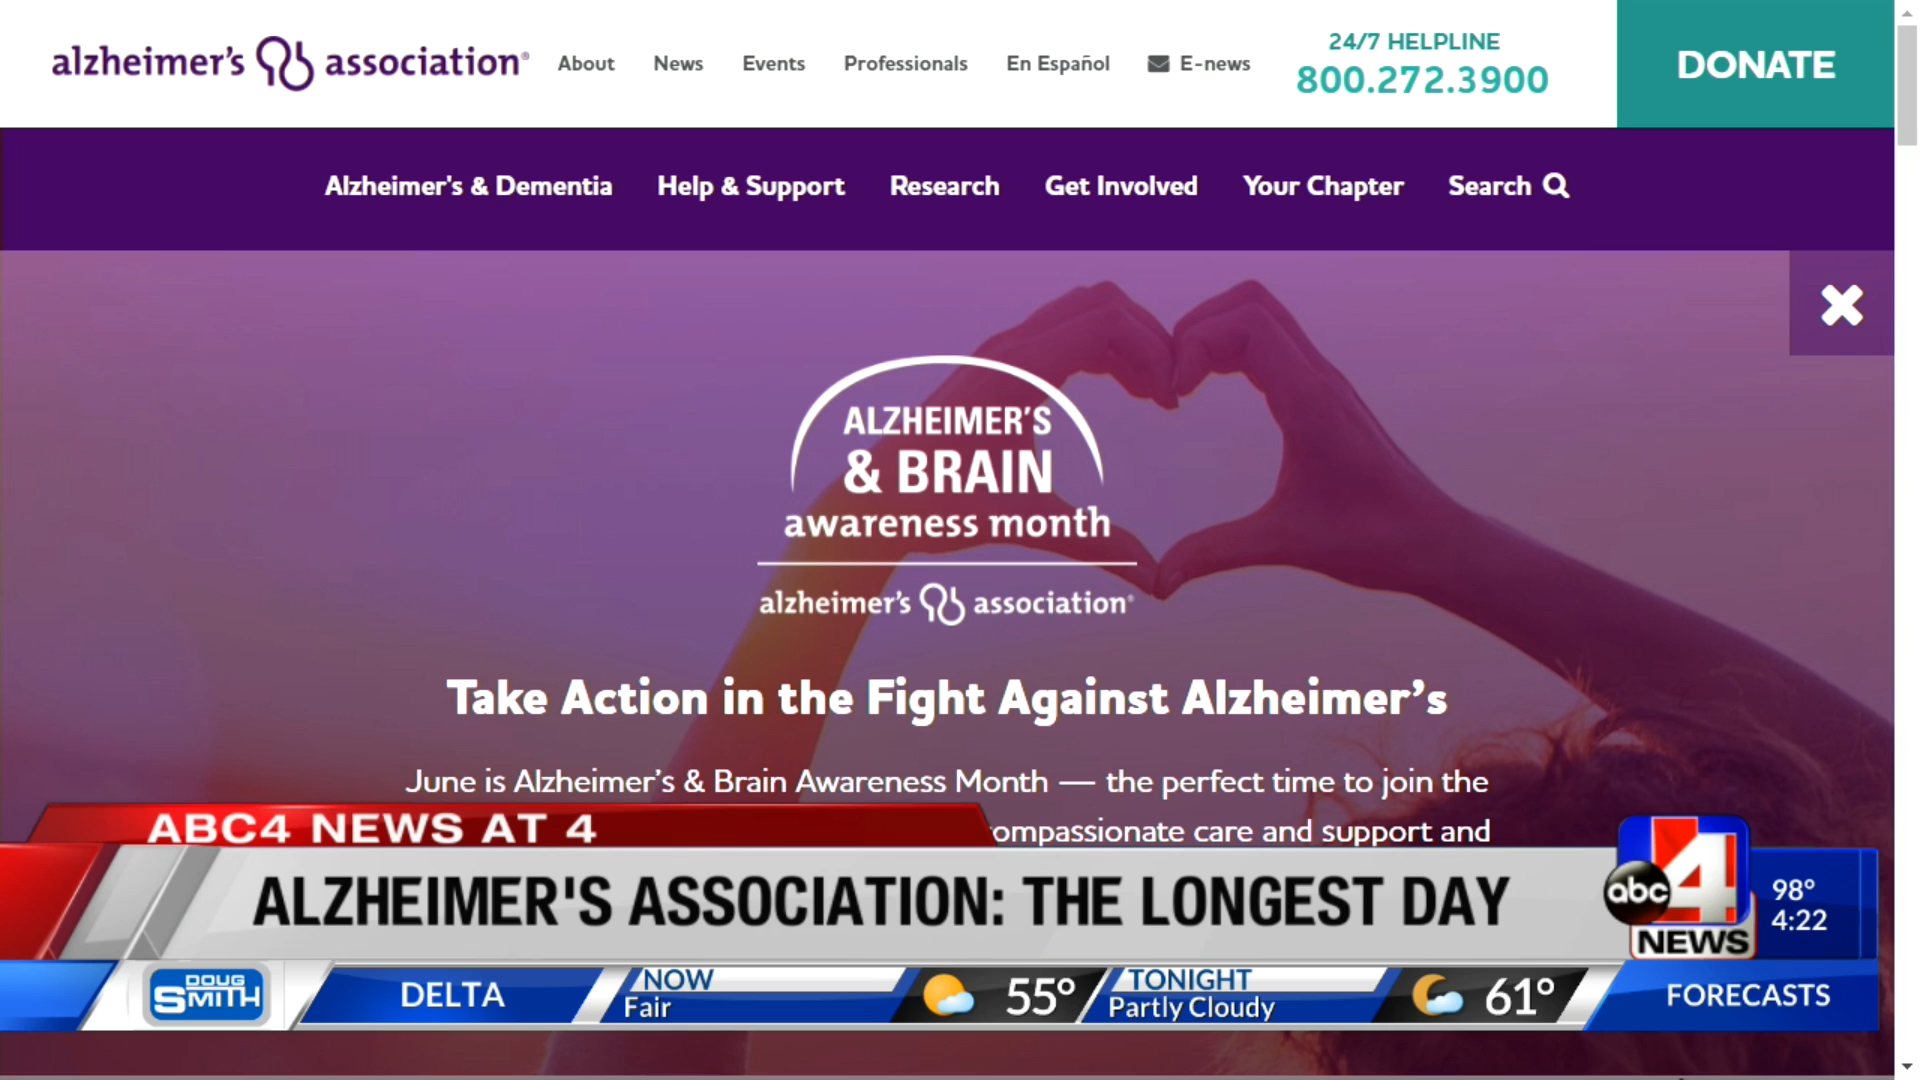 alzheimer's association®
About News Events Professionals En Español E-news
24/7 HELPLINE
800.272.3900
DONATE
Alzheimer's & Dementia Help & Support Research Get Involved Your Chapter Search
ALZHEIMER'S
& BRAIN
awareness month
alzheimer's association®
Take Action in the Fight Against Alzheimer's
June is Alzheimer's & Brain Awareness Month — the perfect time to join the
care and support and
ABC4 NEWS AT 4
ALZHEIMER'S ASSOCIATION: THE LONGEST DAY
abc 4
NEWS
98°
4:22
DOUG
SMITH
DELTA
NOW
Fair
55°
TONIGHT
Partly Cloudy
61°
FORECASTS